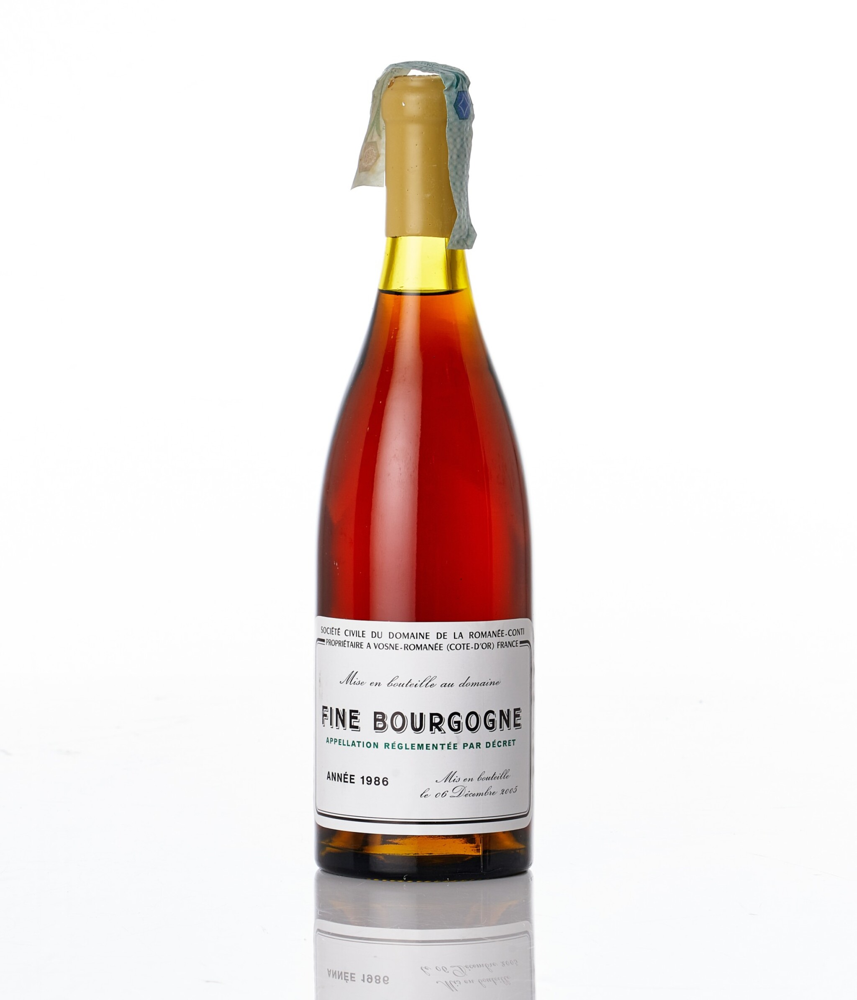 SOCIÉTÉ CIVILE DU DOMAINE DE LA ROMANÉE-CONTI
PROPRIÉTAIRE A VOSNE-ROMANÉE (COTE-D'OR) FRANCE
Mise en bouteille au domaine
FINE BOURGOGNE
APPELLATION RÉGLEMENTÉE PAR DÉCRET
ANNÉE 1986
Mis en bouteille
le 06 Décembre 2005